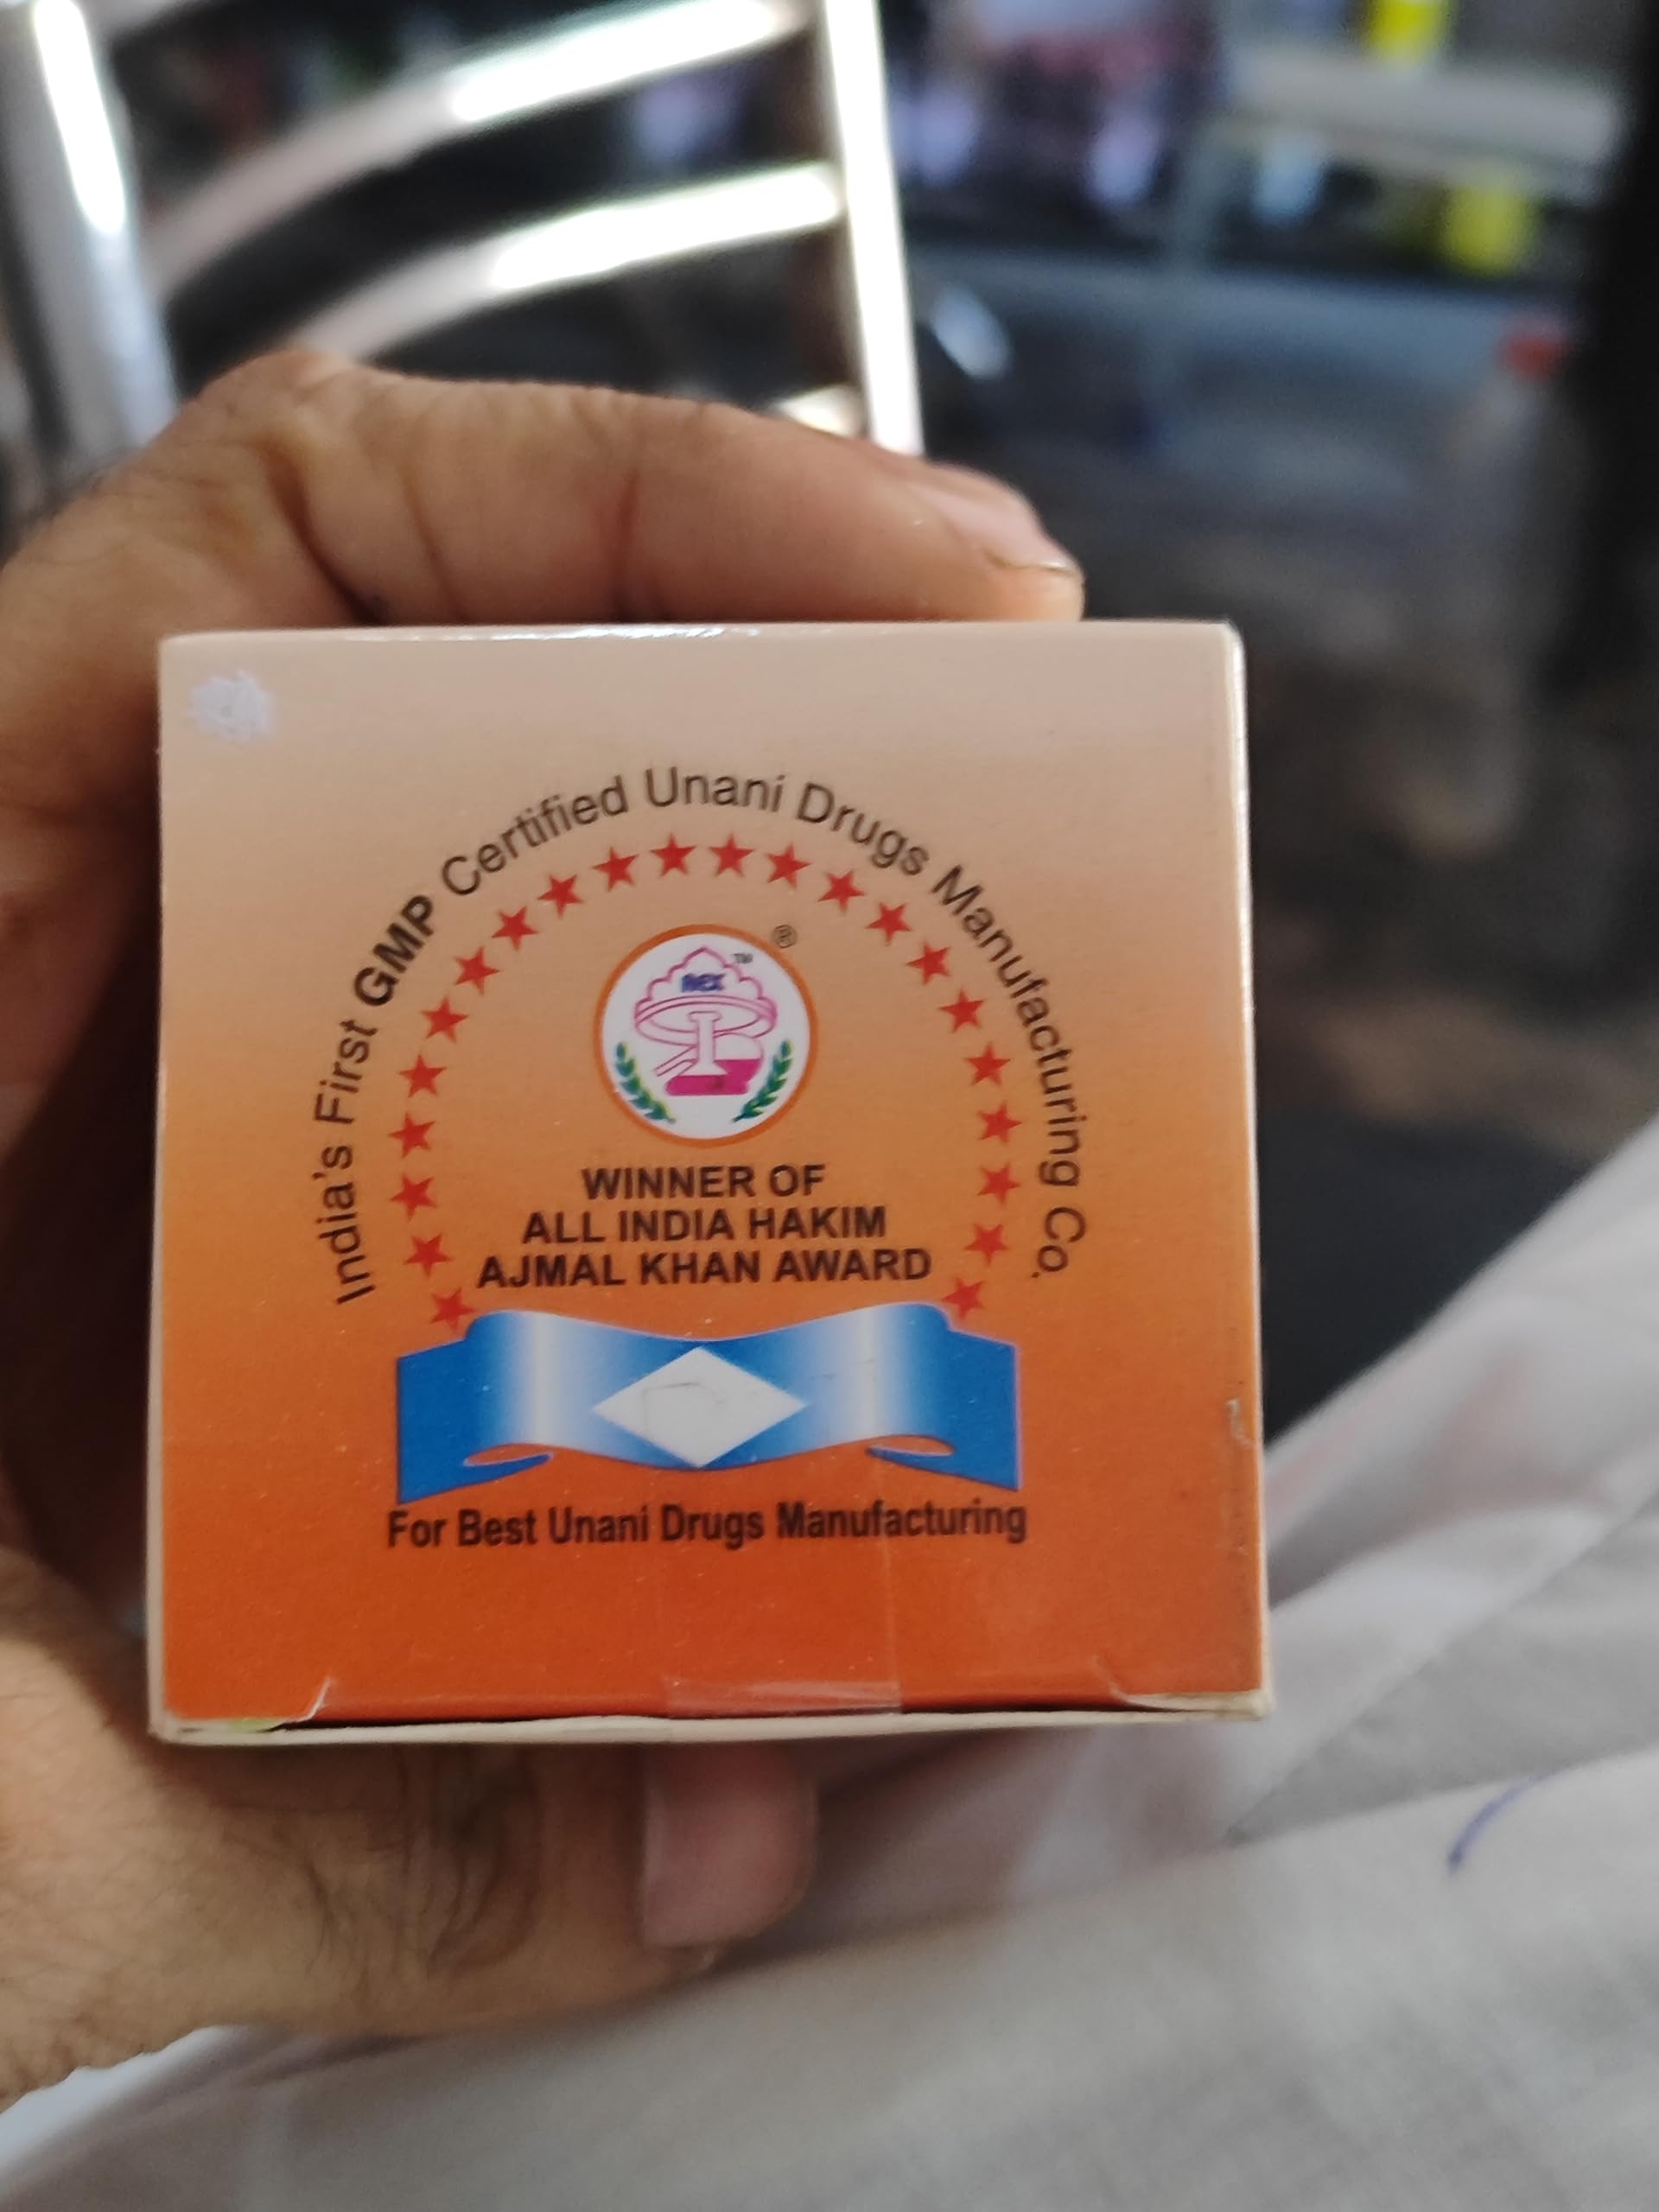 India's First GMP Certified Unani Drugs Manufacturing Co.
®
REX™
WINNER OF
ALL INDIA HAKIM
AJMAL KHAN AWARD
For Best Unani Drugs Manufacturing